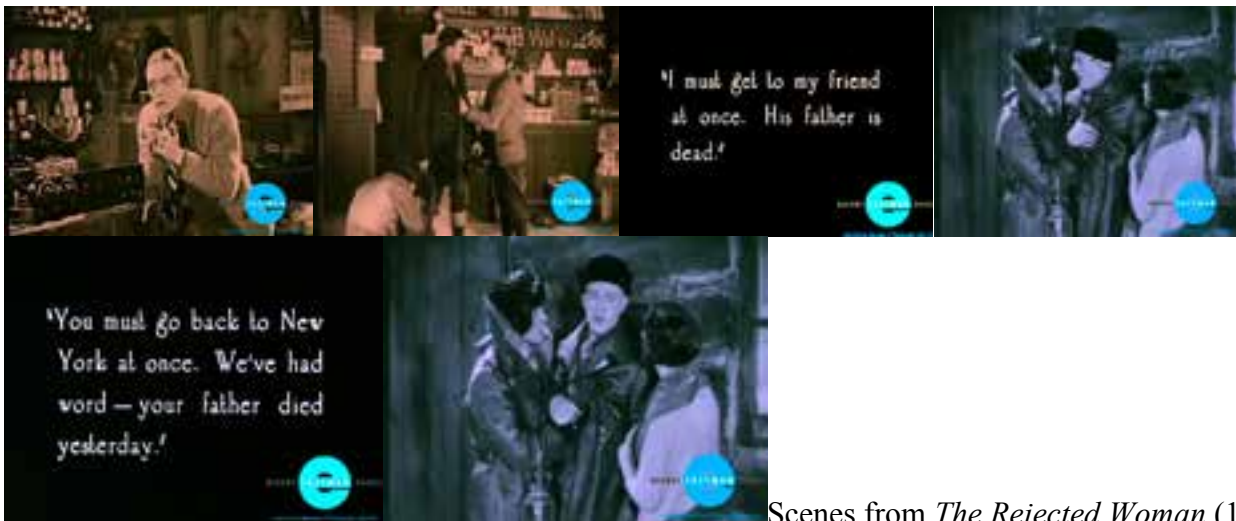 "I must get to my friend
at once. His father is
dead."
"You must go back to New
York at once. We've had
word — your father died
yesterday."
Scenes from The Rejected Woman (1